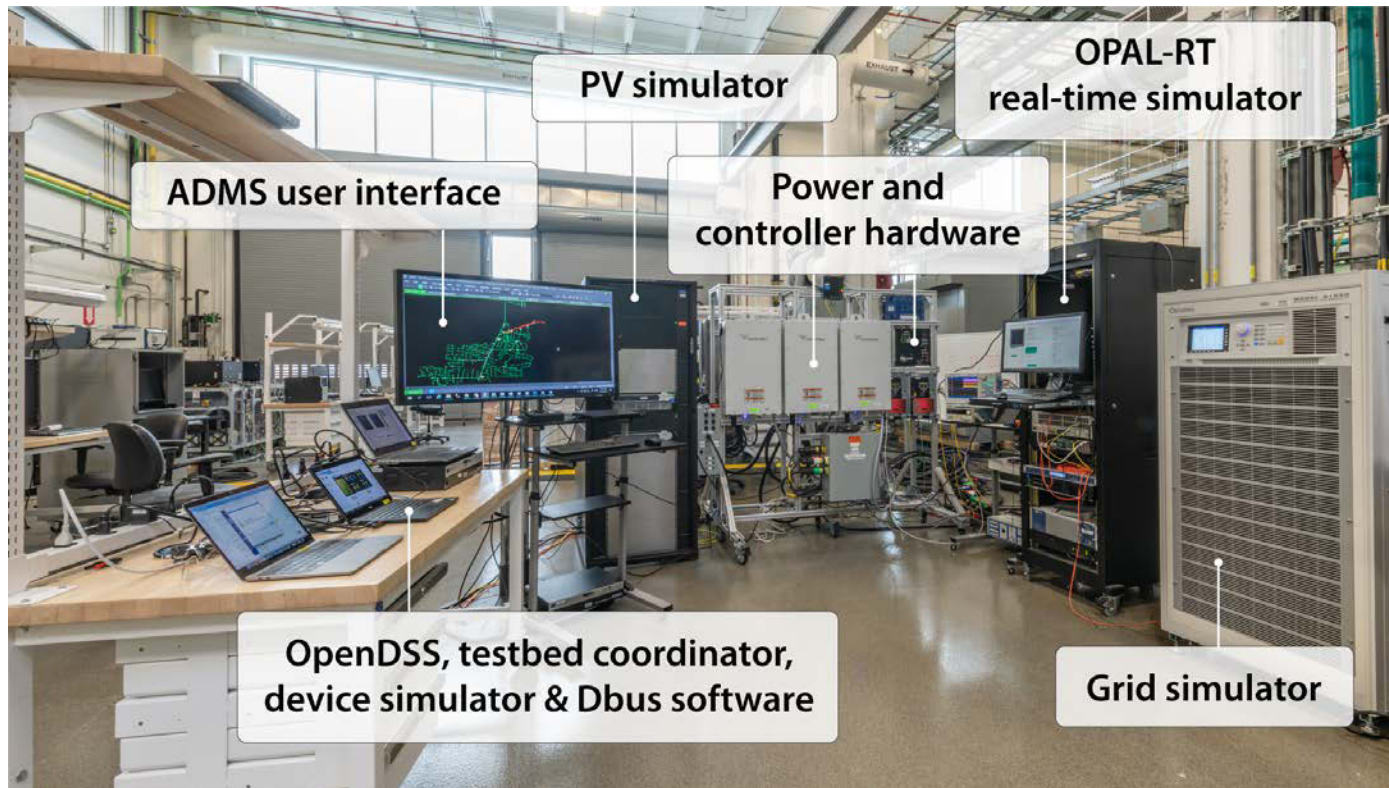 OPAL-RT
real-time simulator
EXHAUST
PV simulator
ADMS user interface
Power and
controller hardware
OpenDSS, testbed coordinator,
device simulator & Dbus software
Grid simulator